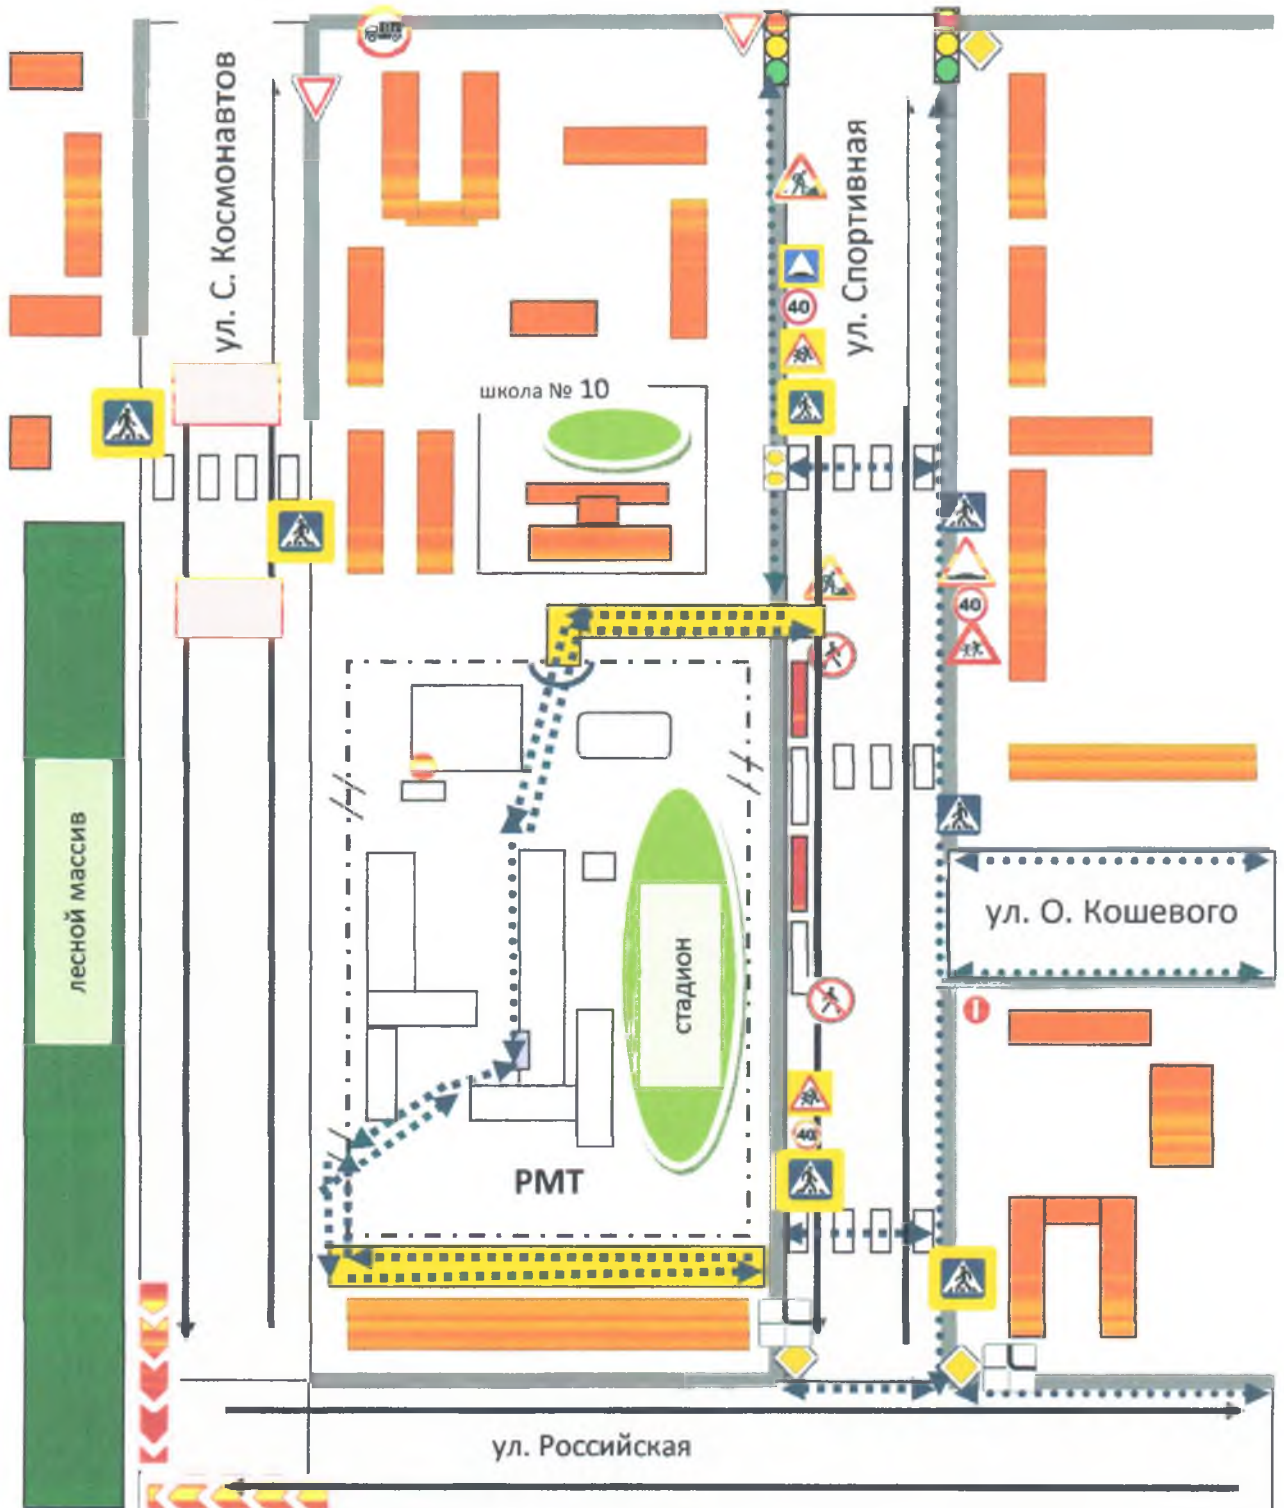 ул. С. Космонавтов
ул. Спортивная
40
школа № 10
40
лесной массив
ул. О. Кошевого
стадион
40
РМТ
ул. Российская